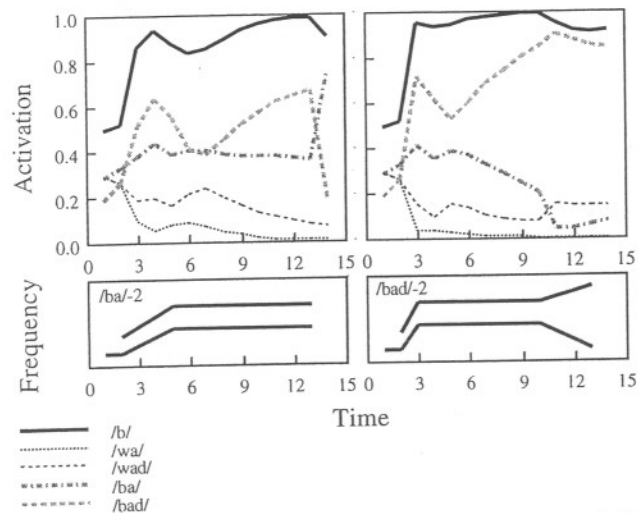 1.0
0.8
0.6
0.4
0.2
0.0
Activation
0 3 6 9 12 15
0 3 6 9 12 15
/ba/-2
/bad/-2
Frequency
0 3 6 9 12 15
3 6 9 12 15
Time
/b/
/wa/
/wad/
/ba/
/bad/